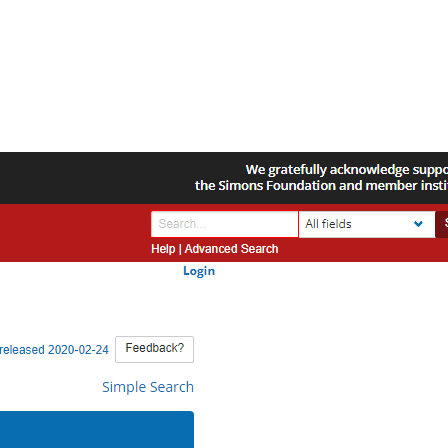 We gratefully acknowledge suppo
the Simons Foundation and member insti
Search...
All fields
Help | Advanced Search
Login
released 2020-02-24
Feedback?
Simple Search